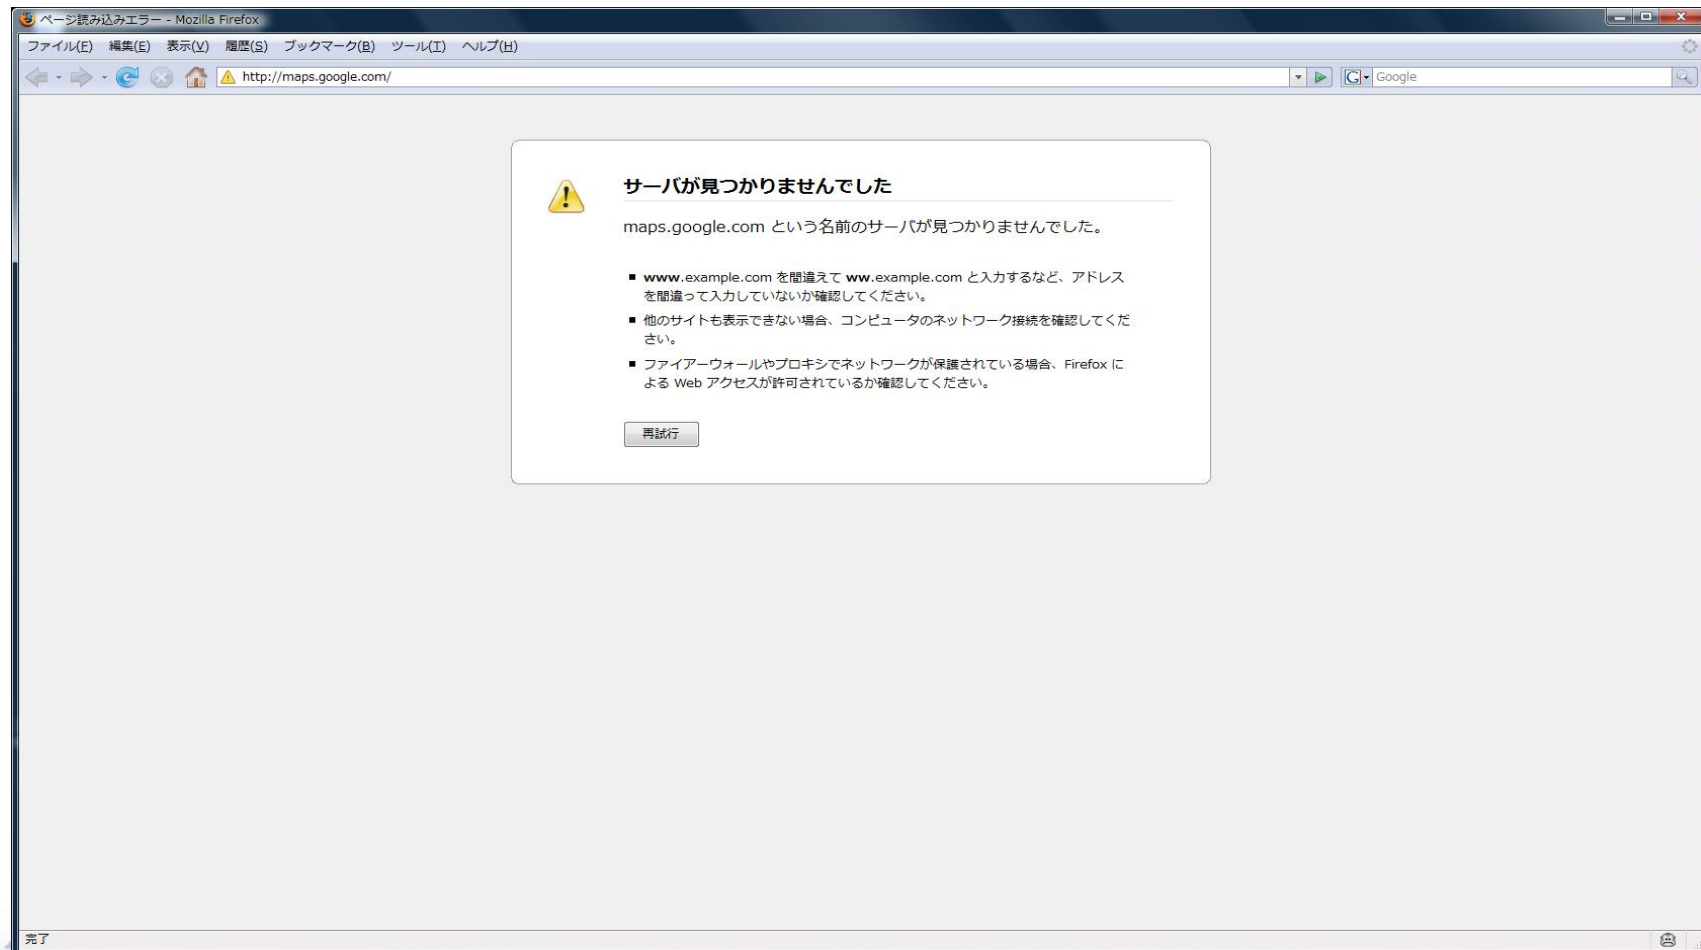 ページ読み込みエラー - Mozilla Firefox
ファイル(F) 編集(E) 表示(V) 履歴(S) ブックマーク(B) ツール(T) ヘルプ(H)
http://maps.google.com/ G Google
サーバが見つかりませんでした
maps.google.com という名前のサーバが見つかりませんでした。
www.example.com を間違えて ww.example.com と入力するなど、アドレス
を間違って入力していないか確認してください。
他のサイトも表示できない場合、コンピュータのネットワーク接続を確認してくだ
さい。
ファイアーウォールやプロキシでネットワークが保護されている場合、Firefox に
よる Web アクセスが許可されているか確認してください。
再試行
完了